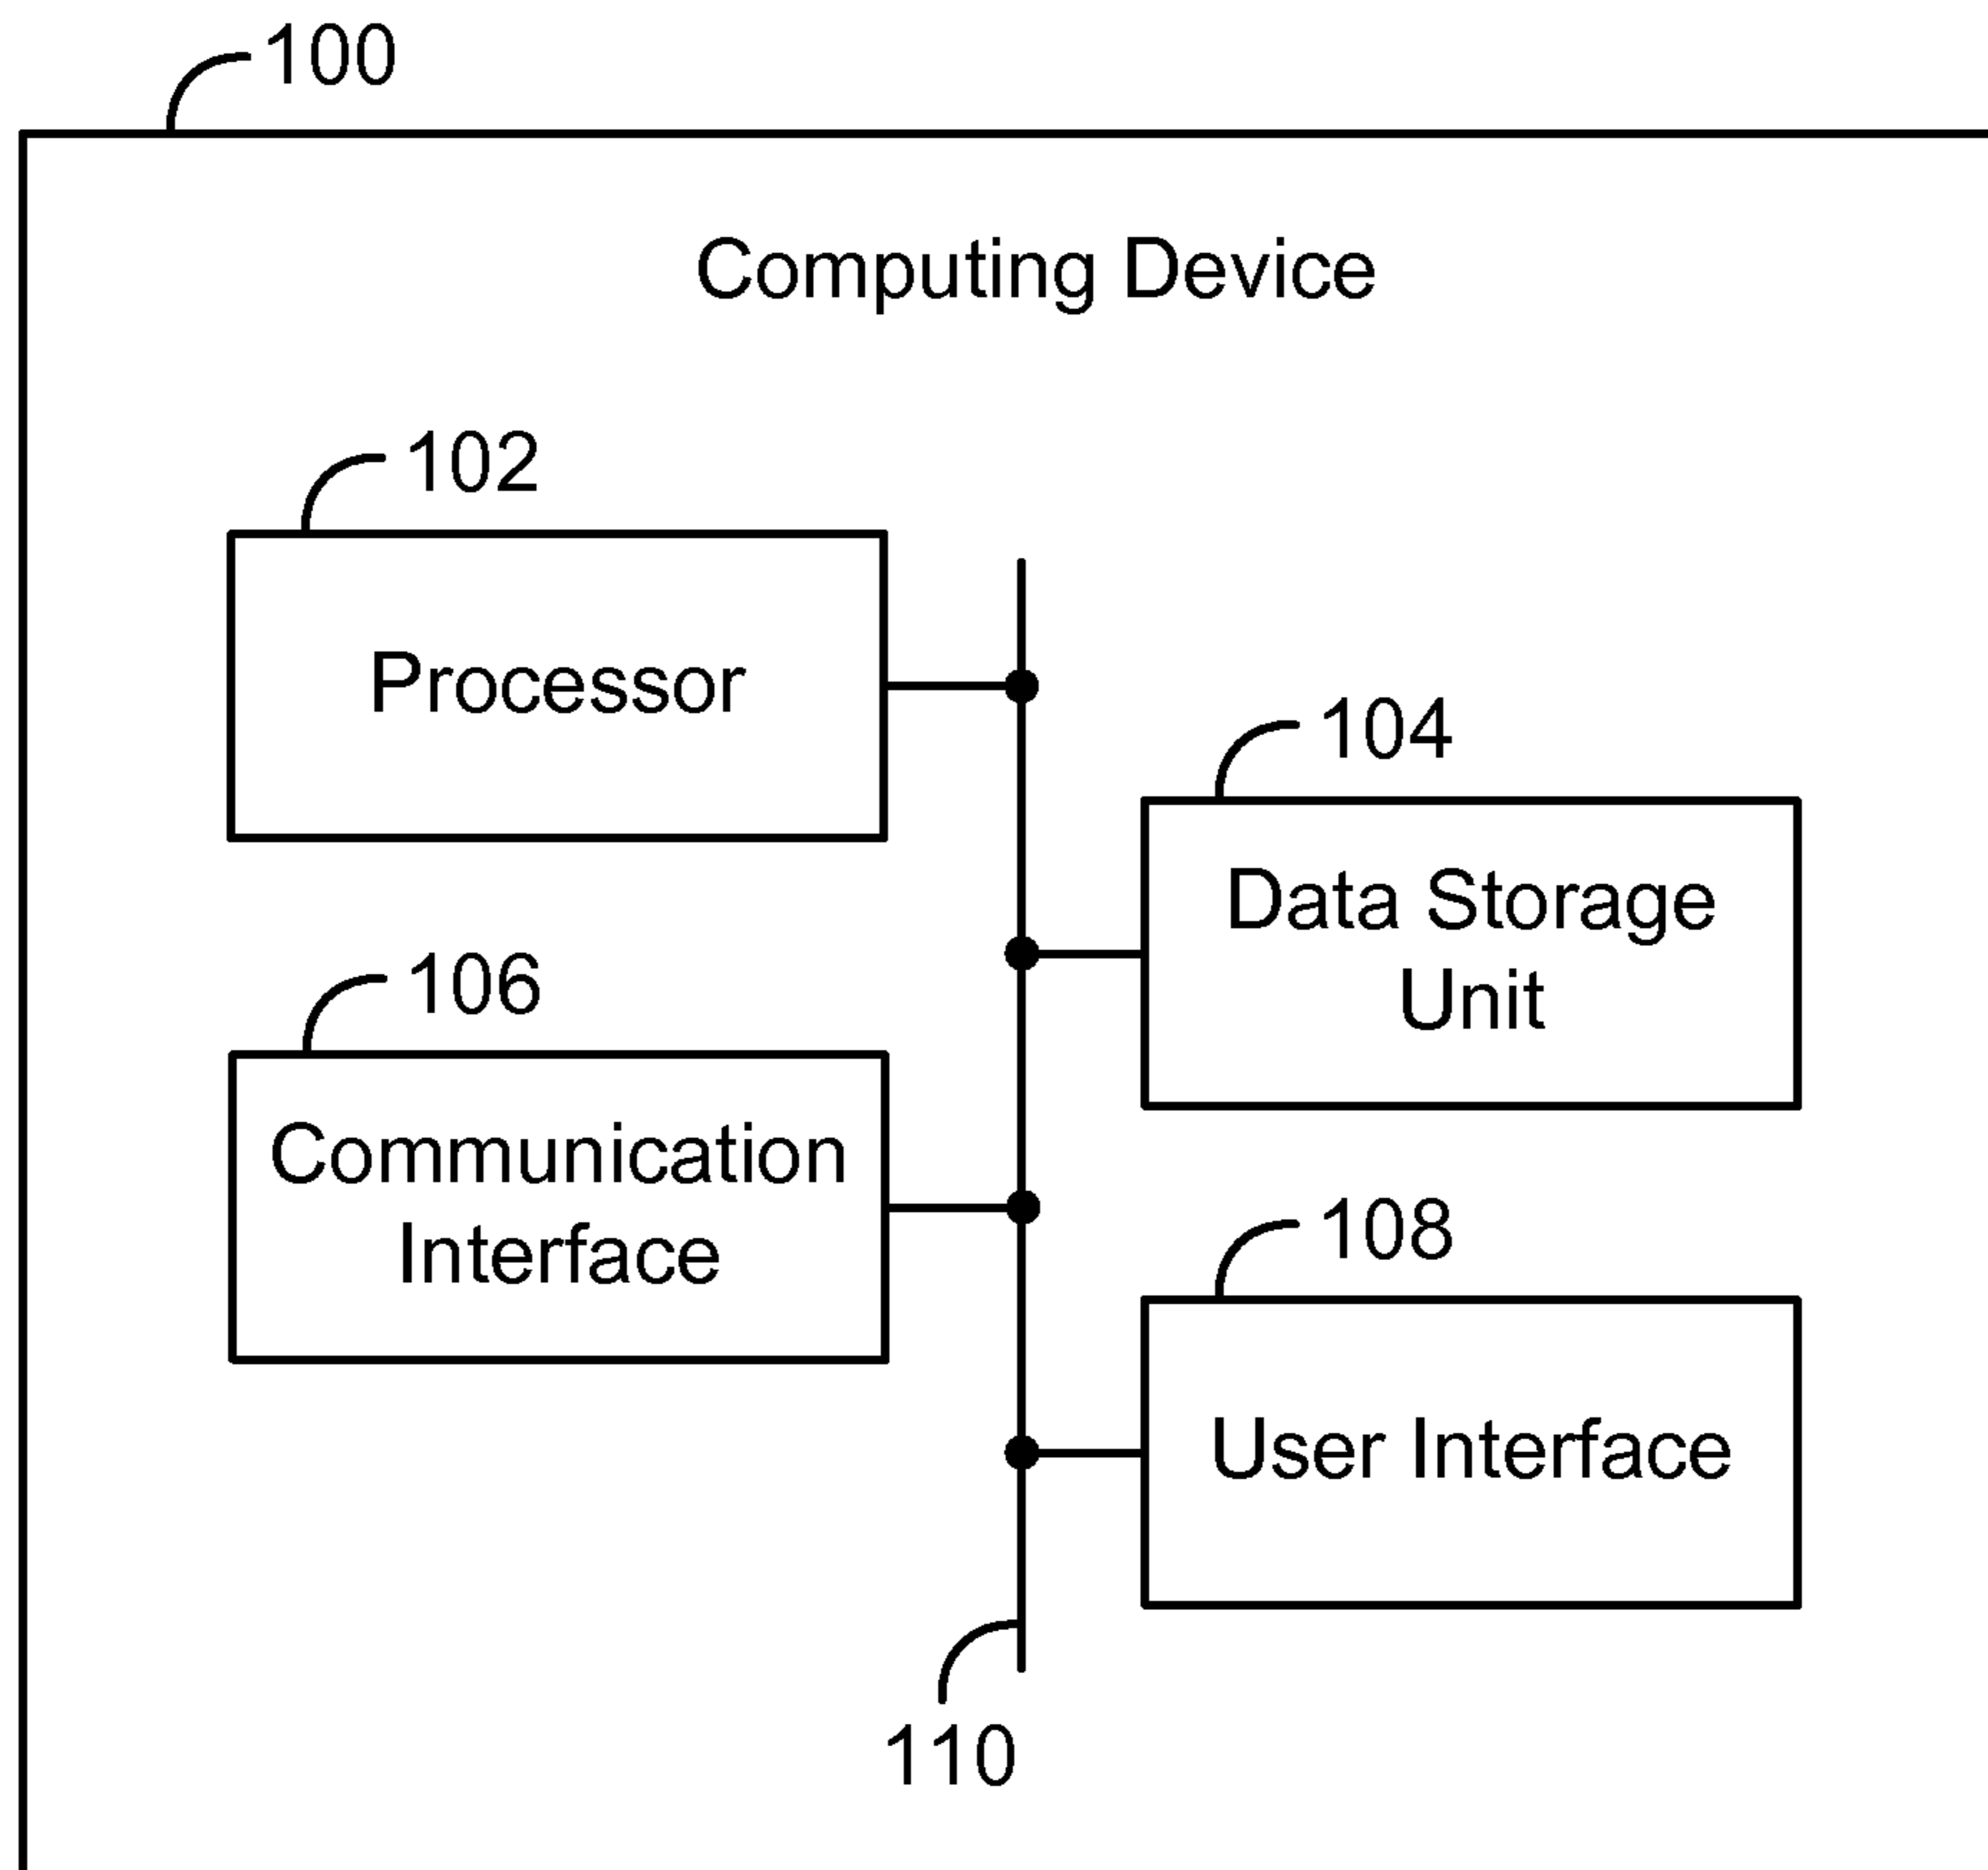 100
Computing Device
102
Processor
104
Data Storage
Unit
106
Communication
Interface
108
User Interface
110